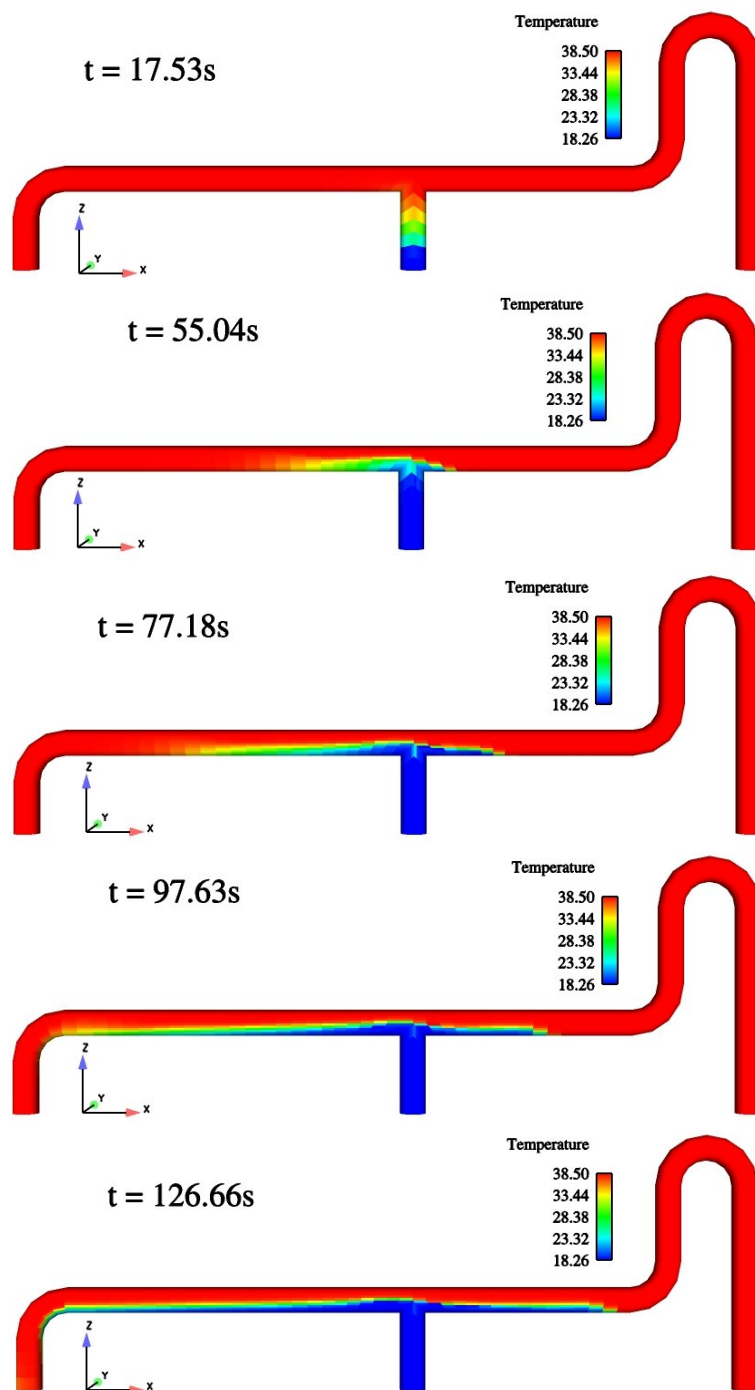 Temperature
t = 17.53s
38.50
33.44
28.38
23.32
18.26
Z
Y
X
Temperature
t = 55.04s
38.50
33.44
28.38
23.32
18.26
Z
Y
X
Temperature
t = 77.18s
38.50
33.44
28.38
23.32
18.26
Z
Y
X
Temperature
t = 97.63s
38.50
33.44
28.38
23.32
18.26
Z
Y
X
Temperature
t = 126.66s
38.50
33.44
28.38
23.32
18.26
Z
Y
X